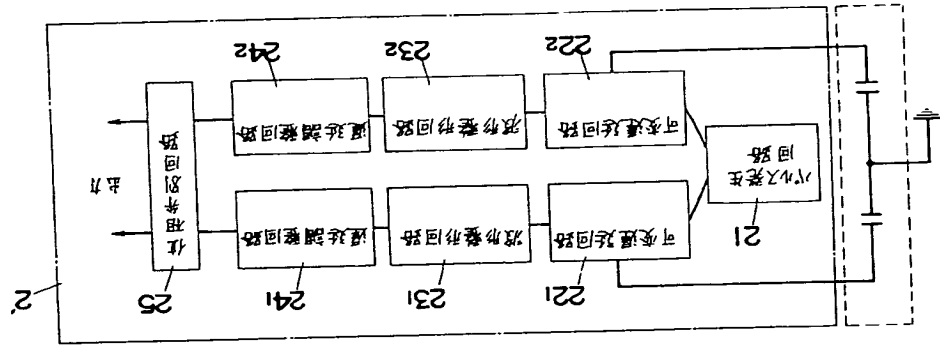 22₁
23₁
24₁
25
2'
21
可変遅延回路
波形整形回路
遅延調整回路
パルス発生
回路
位相弁別回路
出力
可変遅延回路
波形整形回路
遅延調整回路
22₂
23₂
24₂